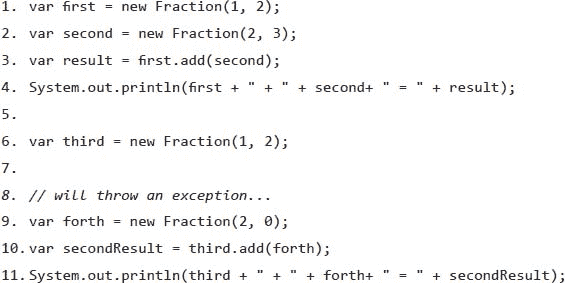 1. var first = new Fraction(1, 2);
2. var second = new Fraction(2, 3);
3. var result = first.add(second);
4. System.out.println(first + " + " + second+ " = " + result);
5.
6. var third = new Fraction(1, 2);
7.
8. // will throw an exception...
9. var forth = new Fraction(2, 0);
10. var secondResult = third.add(forth);
11. System.out.println(third + " + " + forth+ " = " + secondResult);